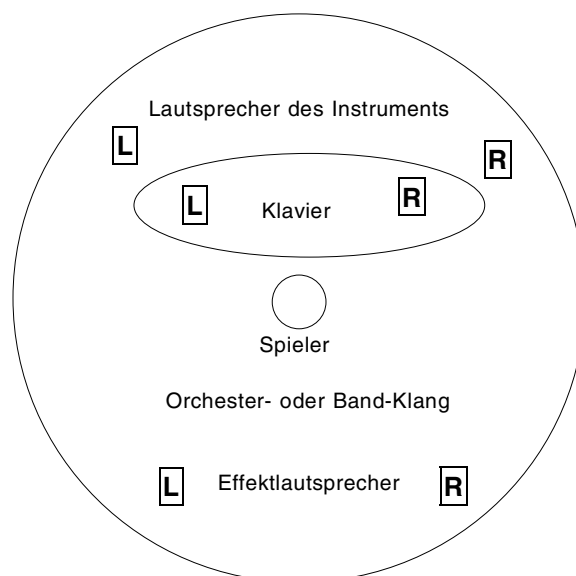 Lautsprecher des Instruments
L
R
L
Klavier
R
Spieler
Orchester- oder Band-Klang
L
Effektlautsprecher
R